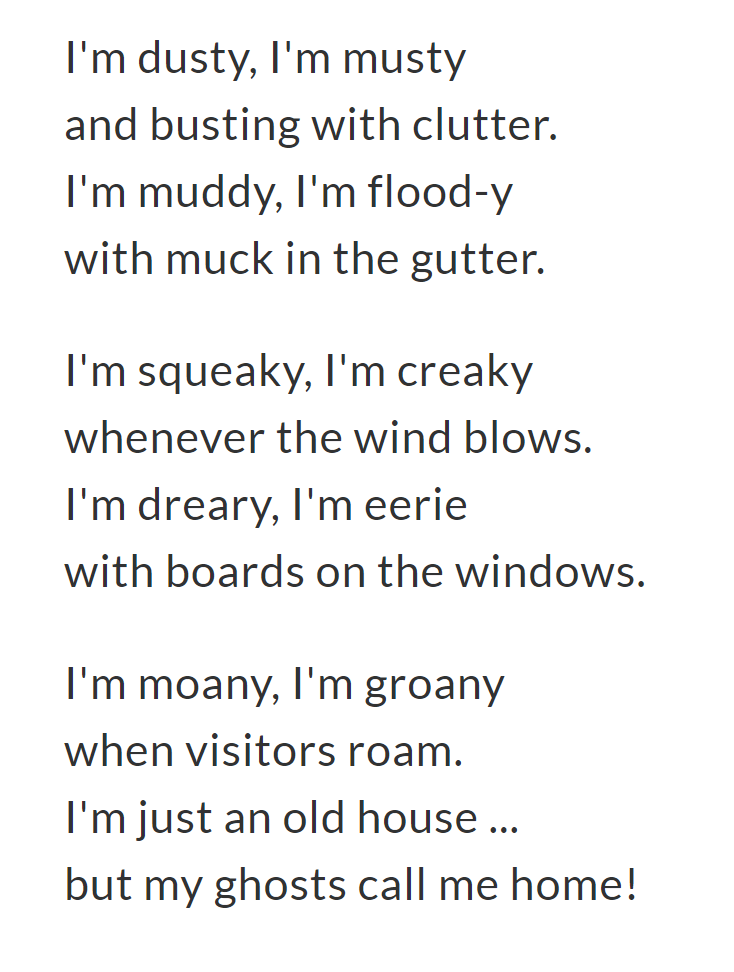 I'm dusty, I'm musty
and busting with clutter.
I'm muddy, I'm flood-y
with muck in the gutter.

I'm squeaky, I'm creaky
whenever the wind blows.
I'm dreary, I'm eerie
with boards on the windows.

I'm moany, I'm groany
when visitors roam.
I'm just an old house ...
but my ghosts call me home!